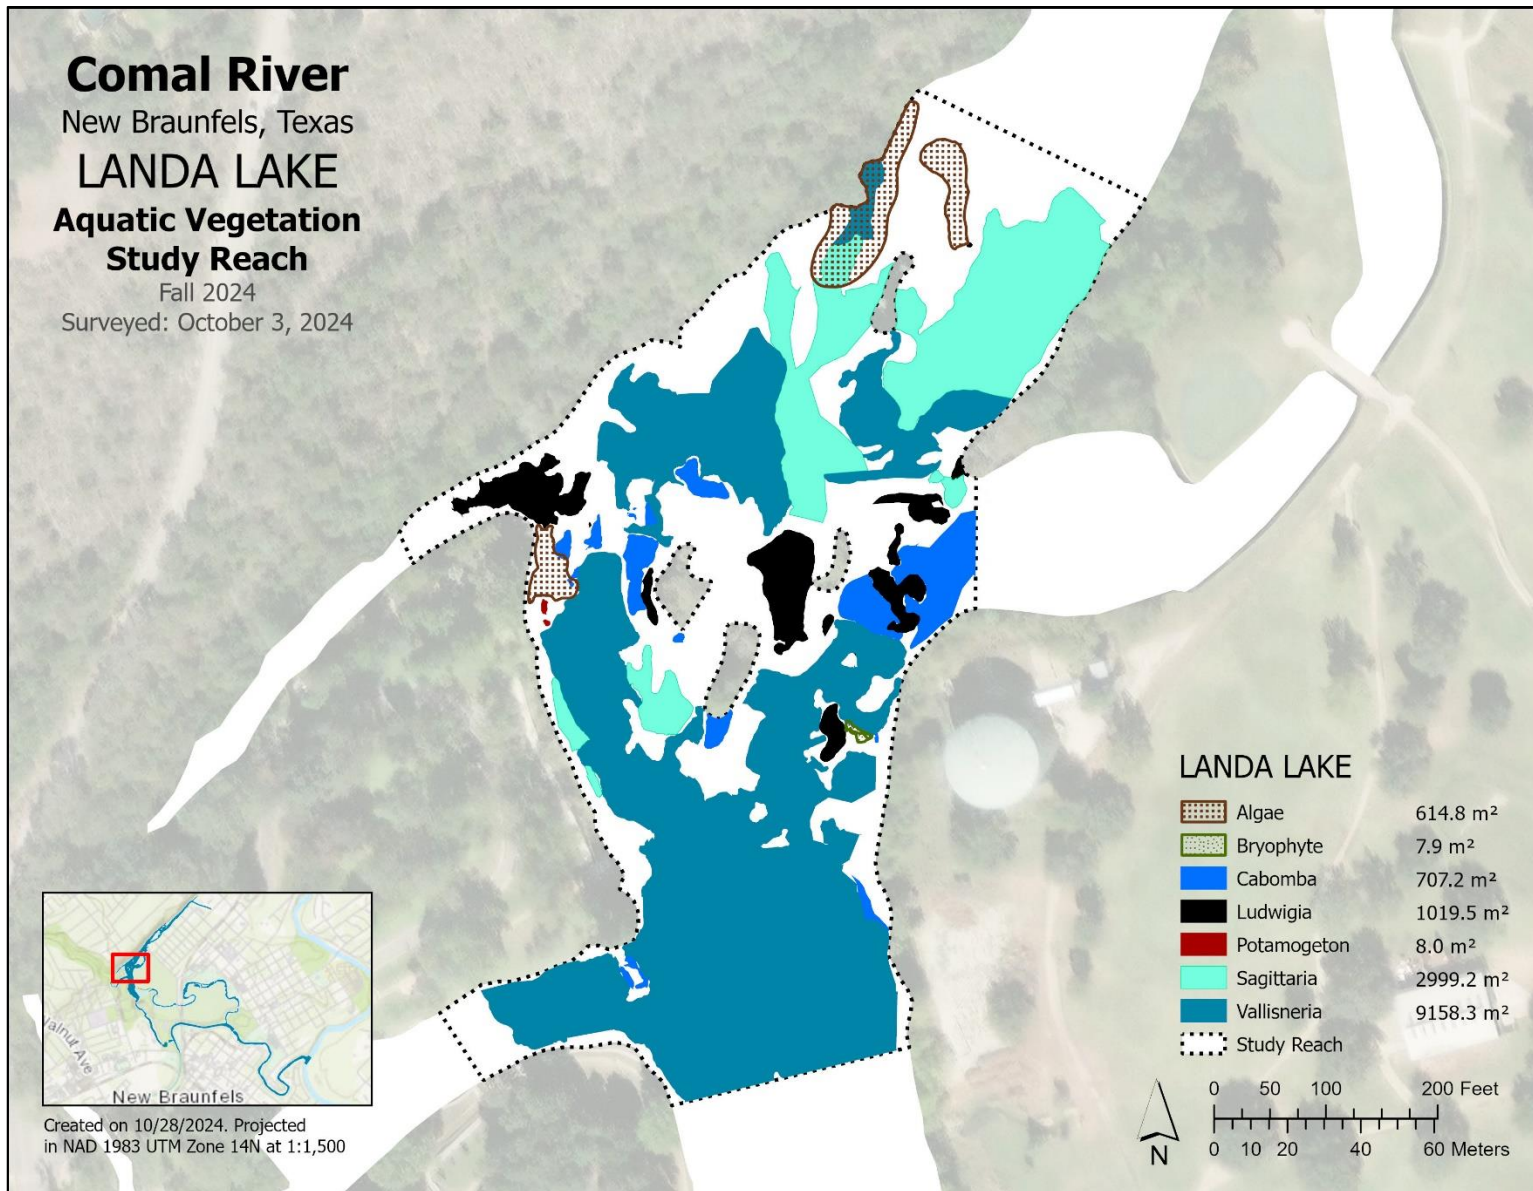 Comal River
New Braunfels, Texas
LANDA LAKE
Aquatic Vegetation
Study Reach
Fall 2024
Surveyed: October 3, 2024
LANDA LAKE
Algae 614.8 m²
Bryophyte 7.9 m²
Cabomba 707.2 m²
Ludwigia 1019.5 m²
Potamogeton 8.0 m²
Sagittaria 2999.2 m²
Vallisneria 9158.3 m²
Study Reach
0 50 100 200 Feet
0 10 20 40 60 Meters
N
Ave
New Braunfels
Created on 10/28/2024. Projected
in NAD 1983 UTM Zone 14N at 1:1,500